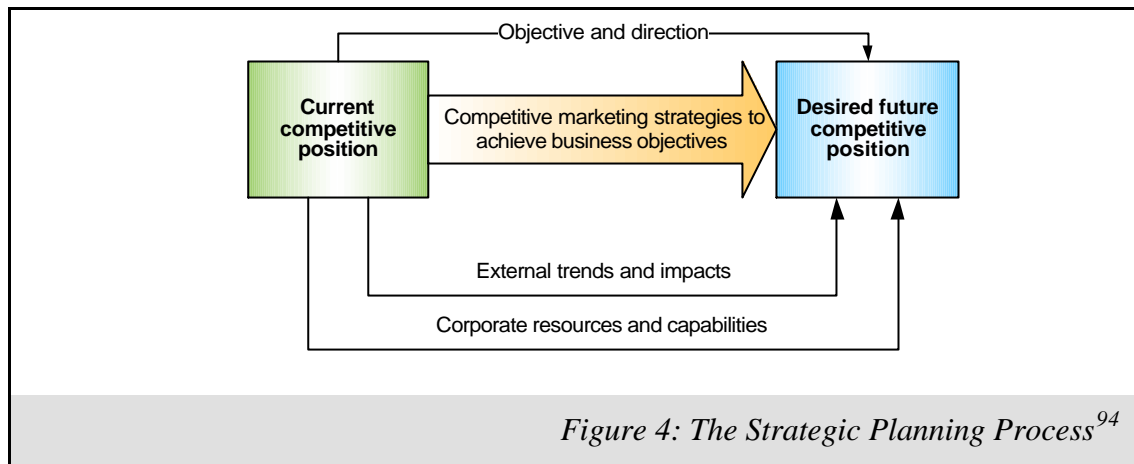 Objective and direction
Current
competitive
position
Competitive marketing strategies to
achieve business objectives
Desired future
competitive
position
External trends and impacts
Corporate resources and capabilities
Figure 4: The Strategic Planning Process94